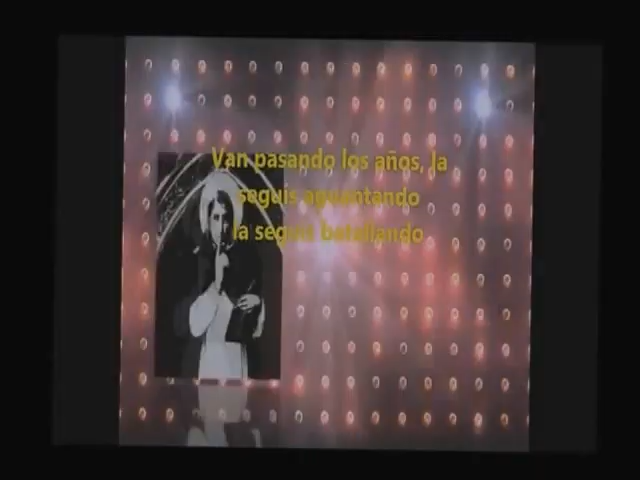 Van pasando los años, la
seguis aguantando
la seguis batallando